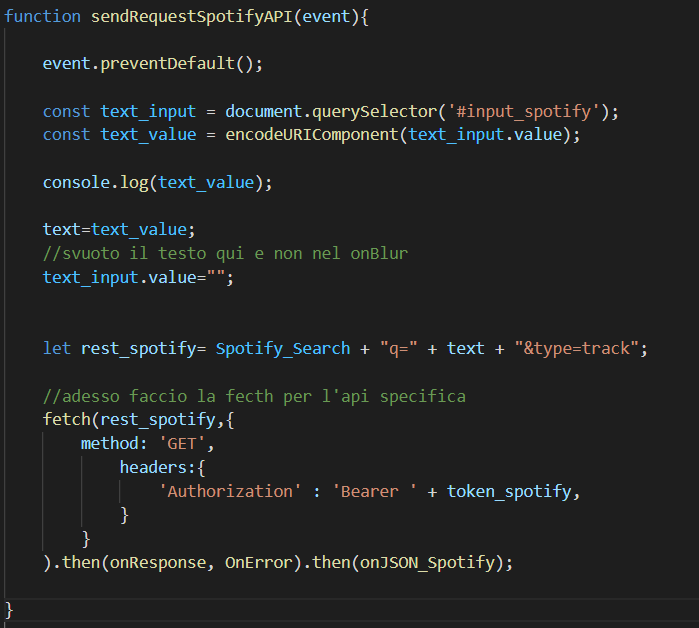 function sendRequestSpotifyAPI(event){
event.preventDefault();
const text_input = document.querySelector('#input_spotify');
const text_value = encodeURIComponent(text_input.value);
console.log(text_value);
text=text_value;
//svuoto il testo qui e non nel onBlur
text_input.value="";
let rest_spotify= Spotify_Search + "q=" + text + "&type=track";
//adesso faccio la fecth per l'api specifica
fetch(rest_spotify,{
method: 'GET',
headers:{
'Authorization' : 'Bearer ' + token_spotify,
}
}
).then(onResponse, OnError).then(onJSON_Spotify);
}